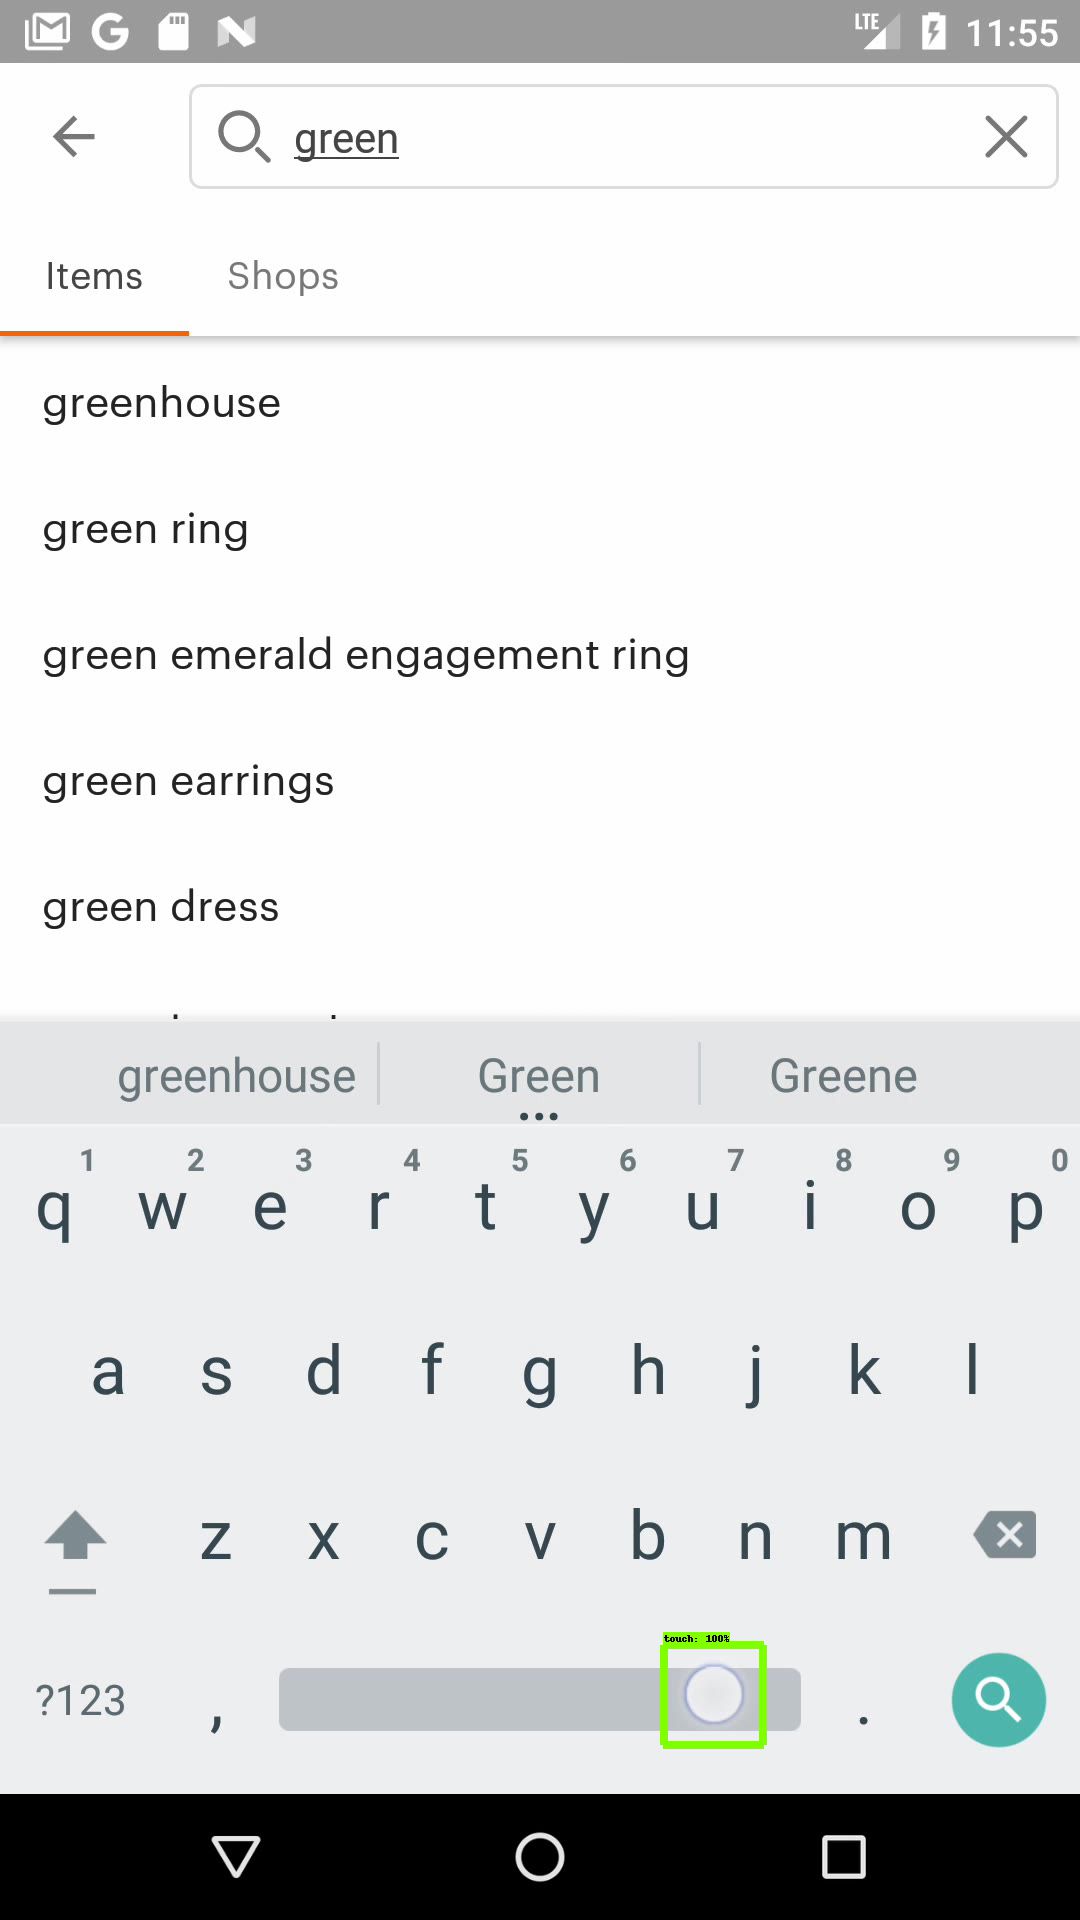 LTE 11:55
green
Items Shops
greenhouse
green ring
green emerald engagement ring
green earrings
green dress
greenhouse Green Greene
1 2 3 4 5 6 7 8 9 0
q w e r t y u i o p
a s d f g h j k l
z x c v b n m
touch: 100%
?123 , .